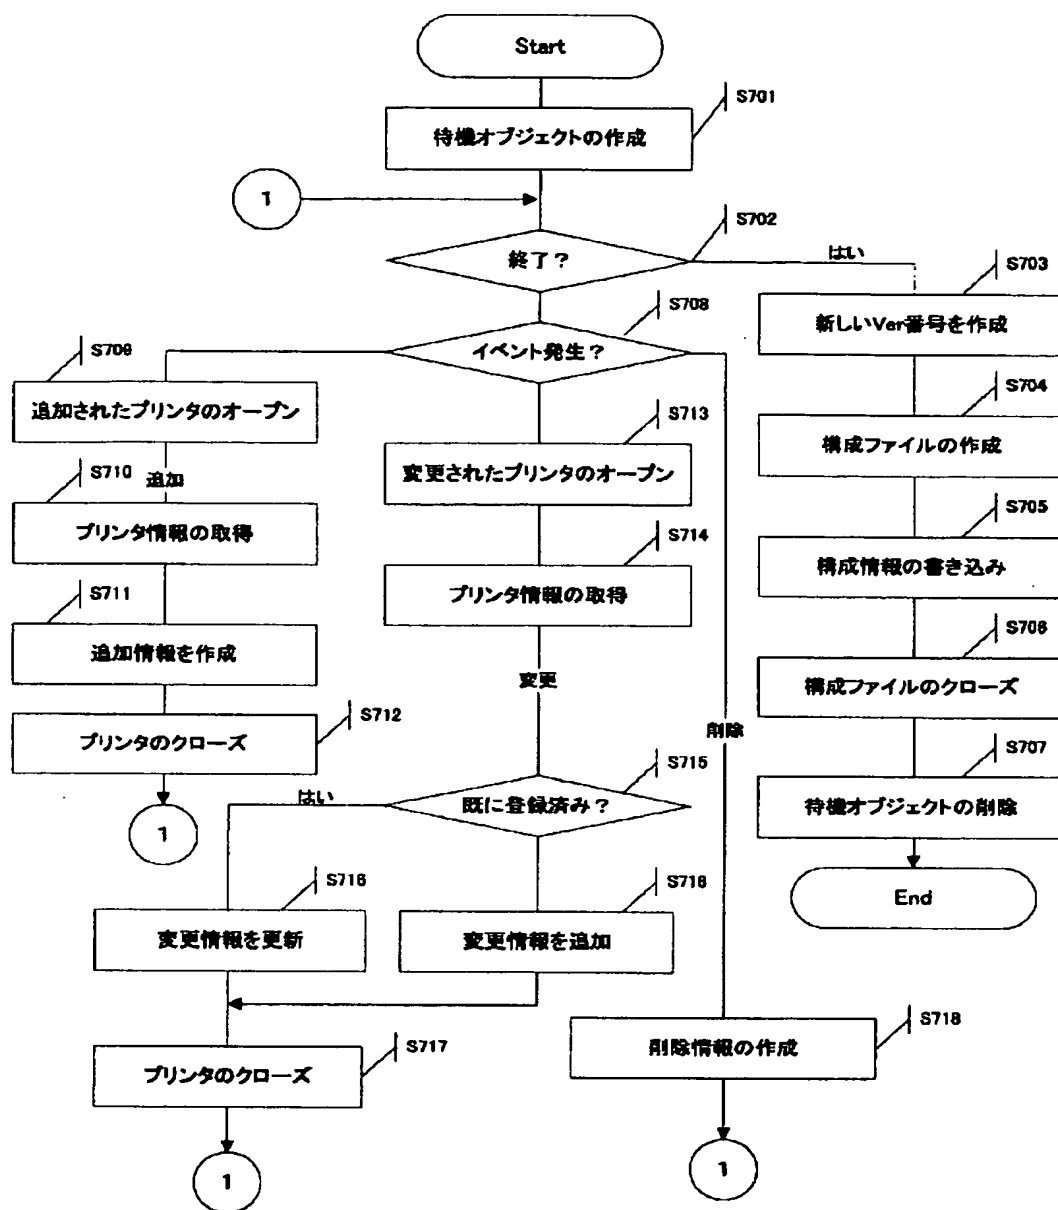 Start
S701
待機オブジェクトの作成
1
S702
終了？
はい
S703
新しいVer番号を作成
S708
イベント発生？
S709
追加されたプリンタのオープン
S704
構成ファイルの作成
S713
変更されたプリンタのオープン
S710
追加
プリンタ情報の取得
S705
構成情報の書き込み
S714
プリンタ情報の取得
S711
追加情報を作成
S706
構成ファイルのクローズ
変更
S712
プリンタのクローズ
削除
S707
待機オブジェクトの削除
S715
既に登録済み？
はい
1
End
S716
変更情報を更新
S716
変更情報を追加
S718
削除情報の作成
S717
プリンタのクローズ
1
1